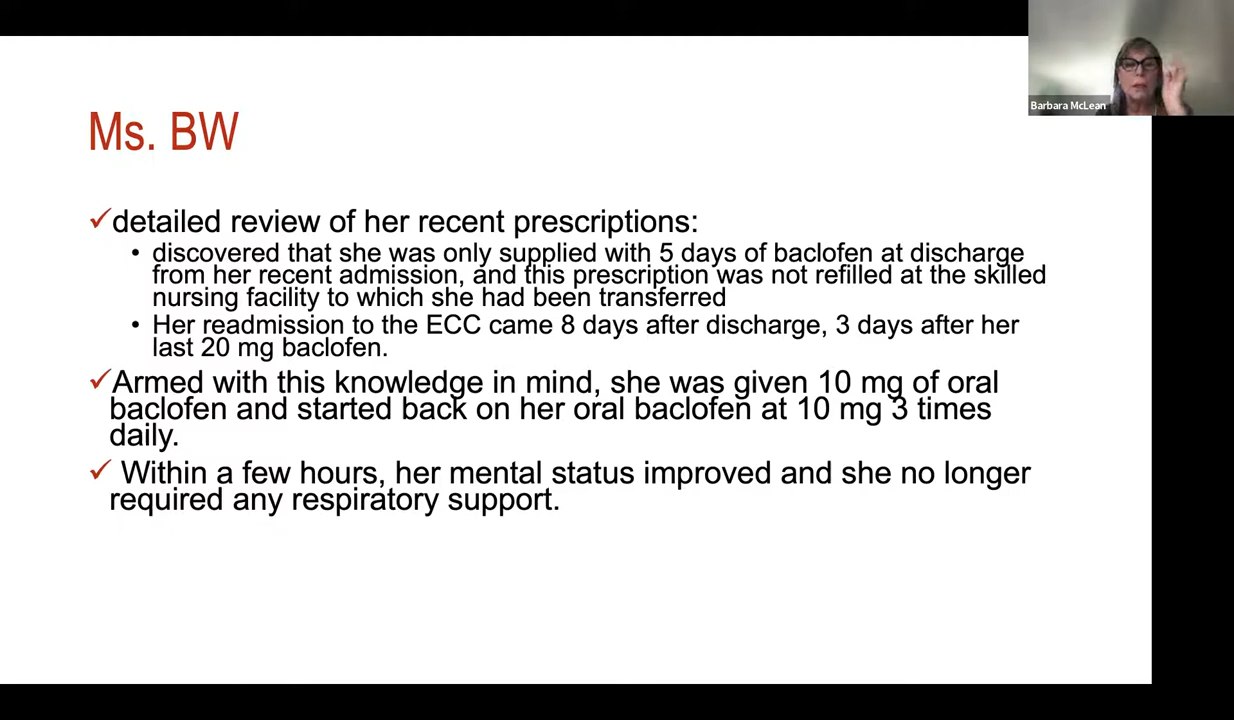 Barbara McLean
Ms. BW
✓detailed review of her recent prescriptions:
• discovered that she was only supplied with 5 days of baclofen at discharge
from her recent admission, and this prescription was not refilled at the skilled
nursing facility to which she had been transferred
• Her readmission to the ECC came 8 days after discharge, 3 days after her
last 20 mg baclofen.
✓Armed with this knowledge in mind, she was given 10 mg of oral
baclofen and started back on her oral baclofen at 10 mg 3 times
daily.
✓ Within a few hours, her mental status improved and she no longer
required any respiratory support.